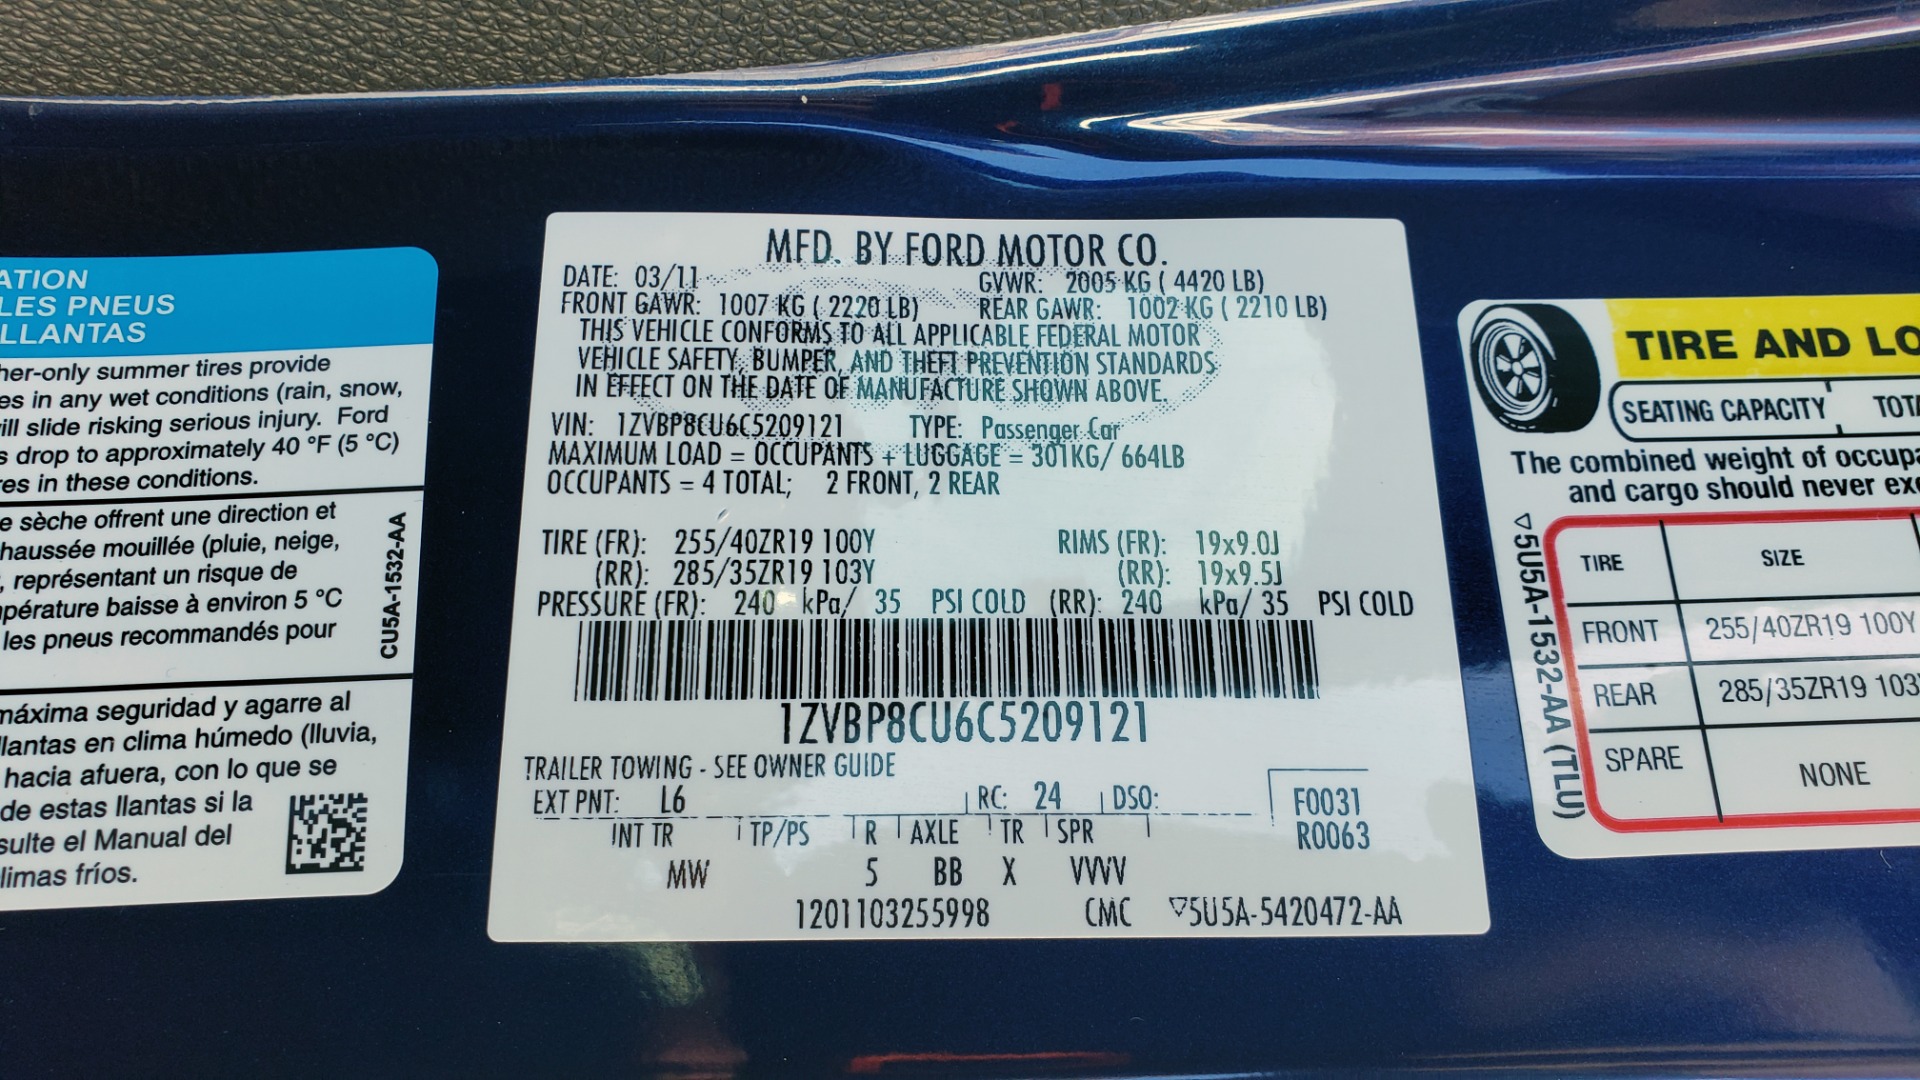 ATION
LES PNEUS
LLANTAS
her-only summer tires provide
es in any wet conditions (rain, snow,
ill slide risking serious injury. Ford
s drop to approximately 40 °F (5 °C)
res in these conditions.
e sèche offrent une direction et
haussée mouillée (pluie, neige,
, représentant un risque de
pérature baisse à environ 5 °C
les pneus recommandés pour
CU5A-1532-AA
máxima seguridad y agarre al
llantas en clima húmedo (lluvia,
hacia afuera, con lo que se
de estas llantas si la
sulte el Manual del
limas fríos.
MFD. BY FORD MOTOR CO.
DATE: 03/11 GVWR: 2005 KG ( 4420 LB)
FRONT GAWR: 1007 KG ( 2220 LB) REAR GAWR: 1002 KG ( 2210 LB)
THIS VEHICLE CONFORMS TO ALL APPLICABLE FEDERAL MOTOR
VEHICLE SAFETY, BUMPER, AND THEFT PREVENTION STANDARDS
IN EFFECT ON THE DATE OF MANUFACTURE SHOWN ABOVE.
VIN: 1ZVBP8CU6C5209121 TYPE: Passenger Car
MAXIMUM LOAD = OCCUPANTS + LUGGAGE = 301KG/ 664LB
OCCUPANTS = 4 TOTAL; 2 FRONT, 2 REAR
TIRE (FR): 255/40ZR19 100Y RIMS (FR): 19x9.0J
(RR): 285/35ZR19 103Y (RR): 19x9.5J
PRESSURE (FR): 240 kPa/ 35 PSI COLD (RR): 240 kPa/ 35 PSI COLD
1ZVBP8CU6C5209121
TRAILER TOWING - SEE OWNER GUIDE
EXT PNT: L6 RC: 24 DSO: F0031
INT TR TP/PS R AXLE TR SPR R0063
MW 5 BB X VVVV
1201103255998 CMC ▽5U5A-5420472-AA
TIRE AND LO
SEATING CAPACITY TOTA
The combined weight of occupa
and cargo should never exc
▽5U5A-1532-AA (TLU)
TIRE SIZE
FRONT 255/40ZR19 100Y
REAR 285/35ZR19 103Y
SPARE NONE